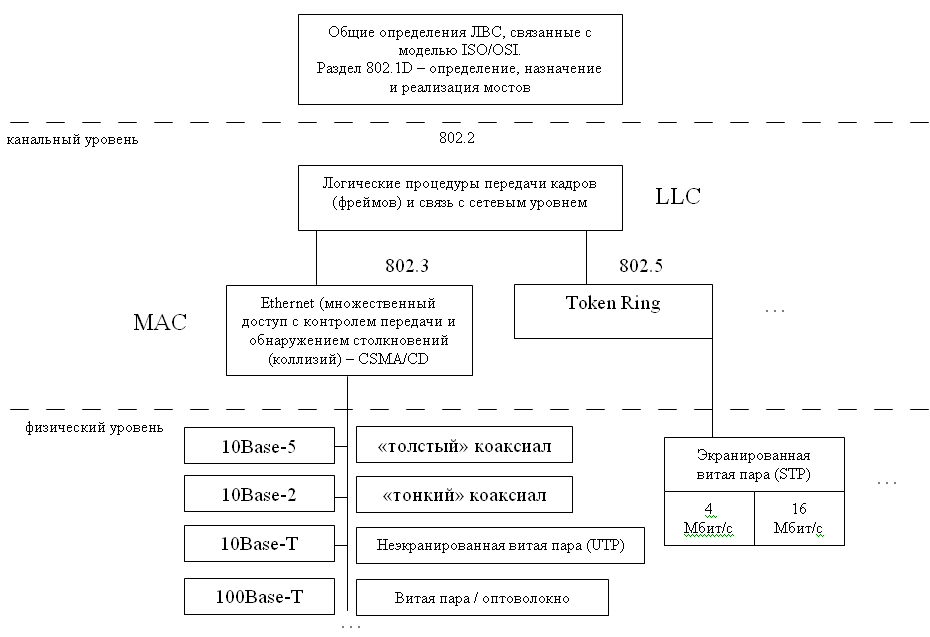 Общие определения ЛВС, связанные с
моделью ISO/OSI.
Раздел 802.1D – определение, назначение
и реализация мостов
канальный уровень
802.2
Логические процедуры передачи кадров
(фреймов) и связь с сетевым уровнем
LLC
802.3
802.5
MAC
Ethernet (множественный
доступ с контролем передачи и
обнаружением столкновений
(коллизий) – CSMA/CD
Token Ring
...
физический уровень
10Base-5
«толстый» коаксиал
10Base-2
«тонкий» коаксиал
10Base-T
Неэкранированная витая пара (UTP)
100Base-T
Витая пара / оптоволокно
...
Экранированная
витая пара (STP)
4
Мбит/с
16
Мбит/с
...